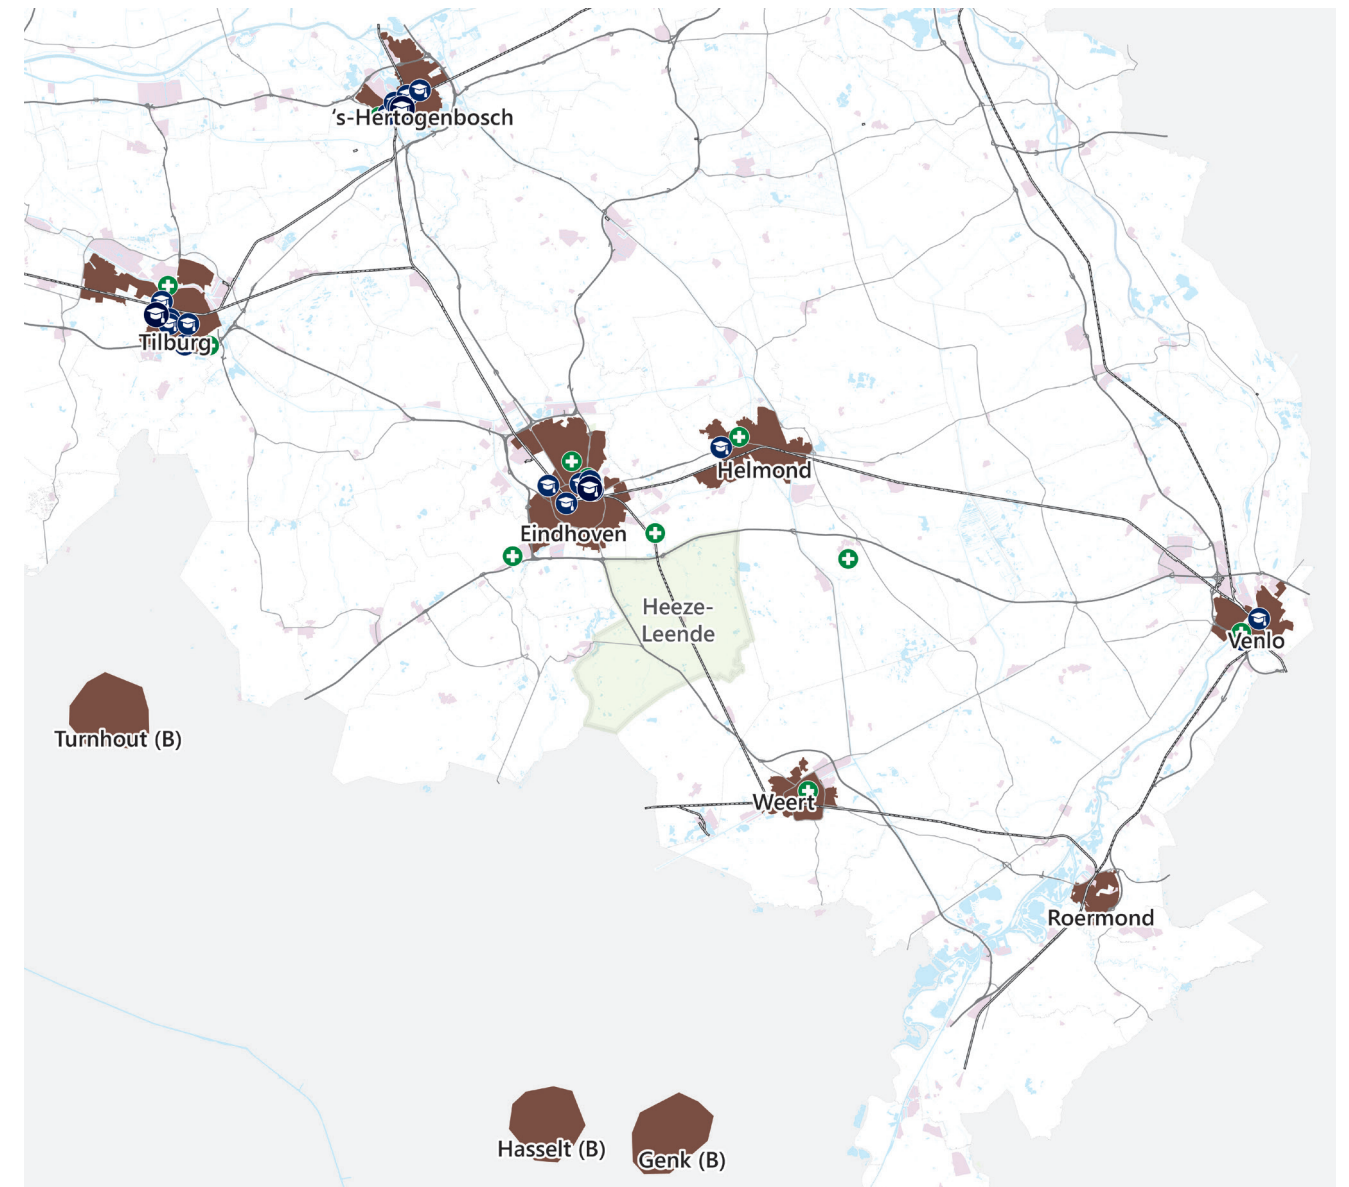 ‘s-Hertogenbosch
Tilburg
Helmond
Eindhoven
Heeze-
Leende
Venlo
Turnhout (B)
Weert
Roermond
Hasselt (B)
Genk (B)